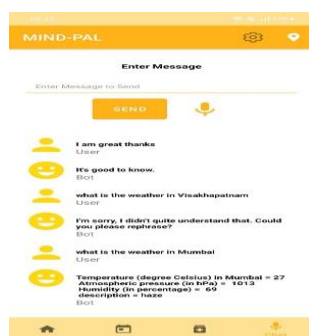 MIND-PAL
Enter Message
Enter Message to Send
SEND
I am great thanks
User
It's good to know.
Bot
what is the weather in Visakhapatnam
User
I'm sorry, I didn't quite understand that. Could
you please rephrase?
Bot
what is the weather in Mumbai
User
Temperature (degree Celsius) in Mumbai = 27
Atmospheric pressure (in hPa) = 1013
Humidity (in percentage) = 69
description = haze
Bot